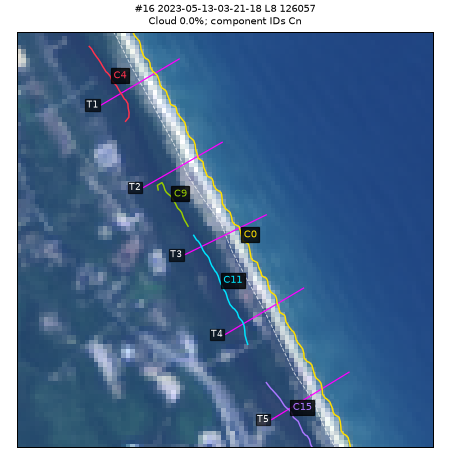 #16 2023-05-13-03-21-18 L8 126057
Cloud 0.0%; component IDs Cn
C4
T1
T2
C9
C0
T3
C11
T4
C15
T5